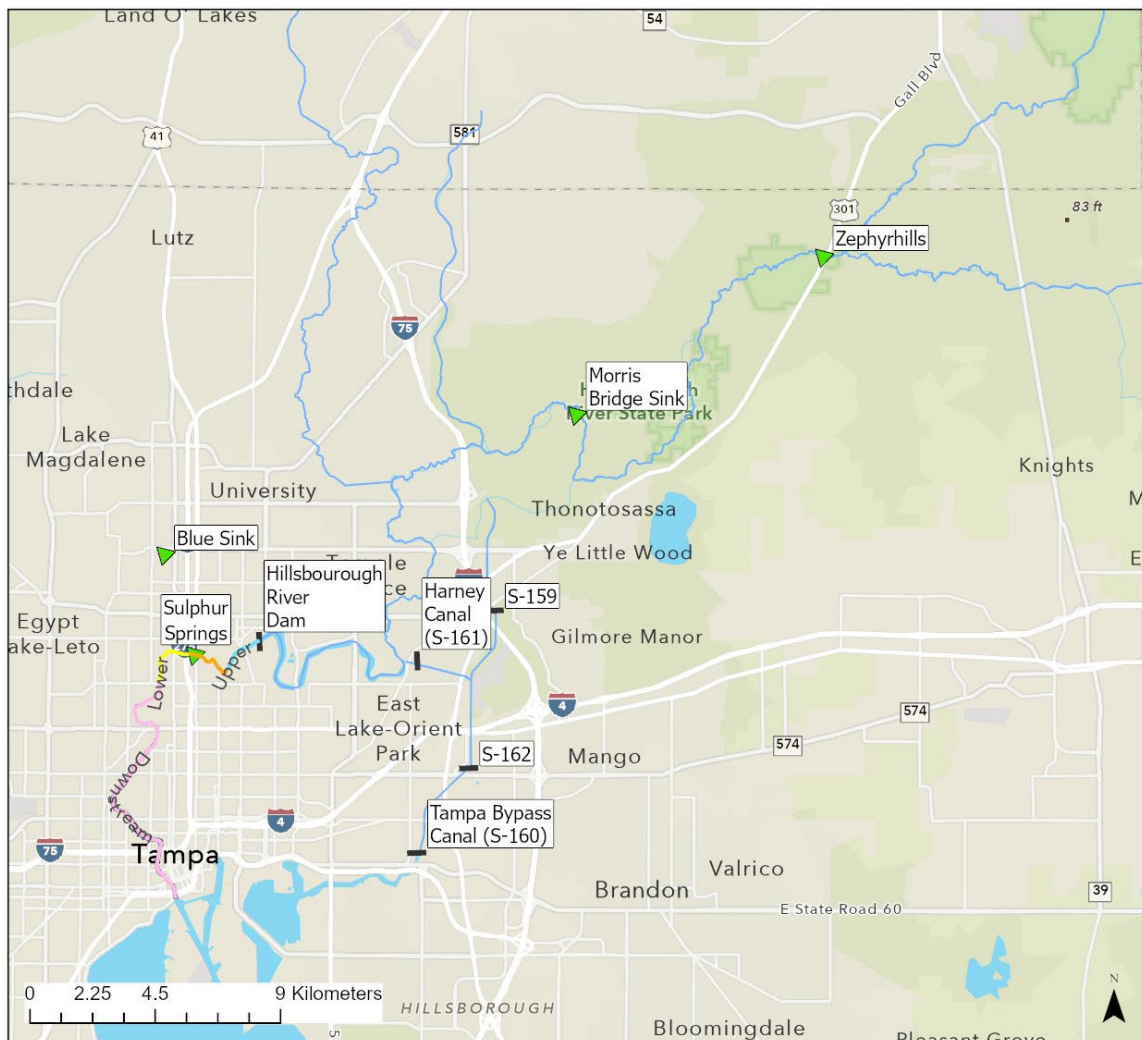 Land O' Lakes
54
Gall Blvd
41
581
301
83 ft
Lutz
Zephyrhills
75
Morris
Bridge Sink
River State Park
thdale
Lake
Magdalene
Knights
University
Thonotosassa
Blue Sink
Ye Little Wood
Hillsbourough
River
Dam
Harney
Canal
(S-161)
S-159
Sulphur
Springs
Egypt
ake-Leto
Gilmore Manor
Upper
Lower
East
Lake-Orient
Park
4
574
574
Mango
S-162
Downstream
Tampa Bypass
Canal (S-160)
4
75
Tampa
Valrico
Brandon
39
E State Road 60
0 2.25 4.5 9 Kilometers
HILLSBOROUGH
N
Bloomingdale
Pleasant Grove